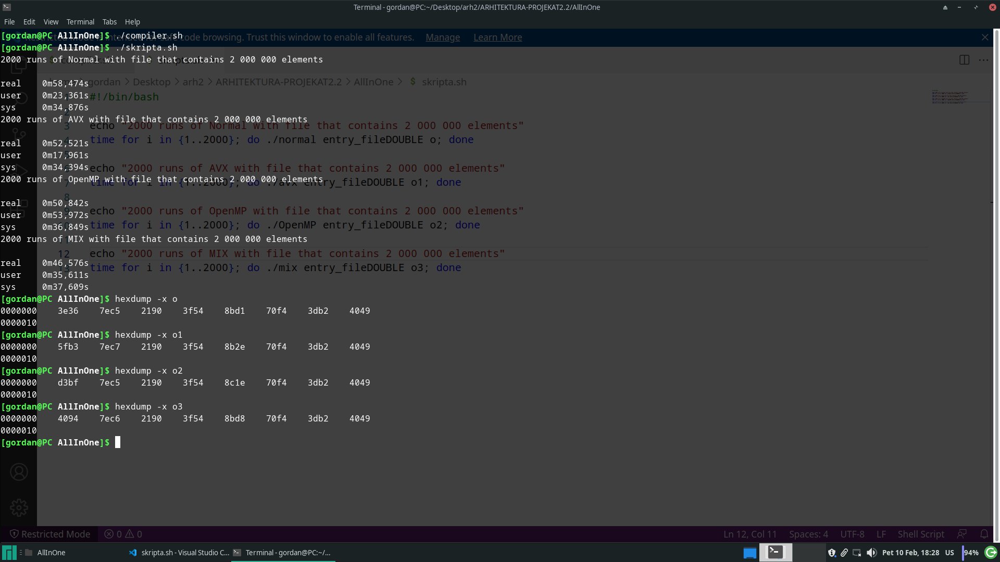 Terminal - gordan@PC:~/Desktop/arh2/ARHITEKTURA-PROJEKAT2.2/AllInOne
File Edit View Terminal Tabs Help
[gordan@PC AllInOne]$ ./compiler.sh
Restricted Mode is intended for safe code browsing. Trust this window to enable all features. Manage Learn More
[gordan@PC AllInOne]$ ./skripta.sh
2000 runs of Normal with file that contains 2 000 000 elements
gordan > Desktop > arh2 > ARHITEKTURA-PROJEKAT2.2 > AllInOne > $ skripta.sh
real 0m58,474s
user 0m23,361s
sys 0m34,876s
2000 runs of AVX with file that contains 2 000 000 elements

real 0m52,521s
user 0m17,961s
sys 0m34,394s
2000 runs of OpenMP with file that contains 2 000 000 elements

real 0m50,842s
user 0m53,972s
sys 0m36,849s
2000 runs of MIX with file that contains 2 000 000 elements

real 0m46,576s
user 0m35,611s
sys 0m37,609s
[gordan@PC AllInOne]$ hexdump -x o
0000000 3e36 7ec5 2190 3f54 8bd1 70f4 3db2 4049
0000010
[gordan@PC AllInOne]$ hexdump -x o1
0000000 5fb3 7ec7 2190 3f54 8b2e 70f4 3db2 4049
0000010
[gordan@PC AllInOne]$ hexdump -x o2
0000000 d3bf 7ec5 2190 3f54 8c1e 70f4 3db2 4049
0000010
[gordan@PC AllInOne]$ hexdump -x o3
0000000 4094 7ec6 2190 3f54 8bd8 70f4 3db2 4049
0000010
[gordan@PC AllInOne]$
#!/bin/bash
2
3 echo "2000 runs of Normal with file that contains 2 000 000 elements"
4 time for i in {1..2000}; do ./normal entry_fileDOUBLE o; done
echo "2000 runs of AVX with file that contains 2 000 000 elements"
7 time for i in {1..2000}; do ./avx entry_fileDOUBLE o1; done
8
9 echo "2000 runs of OpenMP with file that contains 2 000 000 elements"
10 time for i in {1..2000}; do ./OpenMP entry_fileDOUBLE o2; done
11
12 echo "2000 runs of MIX with file that contains 2 000 000 elements"
13 time for i in {1..2000}; do ./mix entry_fileDOUBLE o3; done
Restricted Mode 0 0 Ln 12, Col 11 Spaces: 4 UTF-8 LF Shell Script
AllInOne skripta.sh - Visual Studio C... Terminal - gordan@PC:~/... Pet 10 Feb, 18:28 US 94%